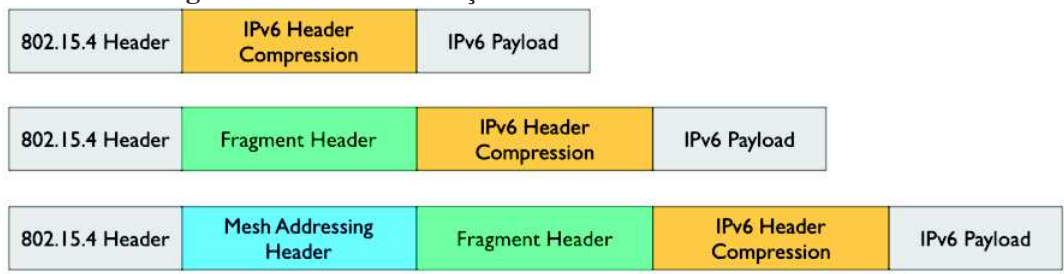 802.15.4 Header IPv6 Header Compression IPv6 Payload
802.15.4 Header Fragment Header IPv6 Header Compression IPv6 Payload
802.15.4 Header Mesh Addressing Header Fragment Header IPv6 Header Compression IPv6 Payload